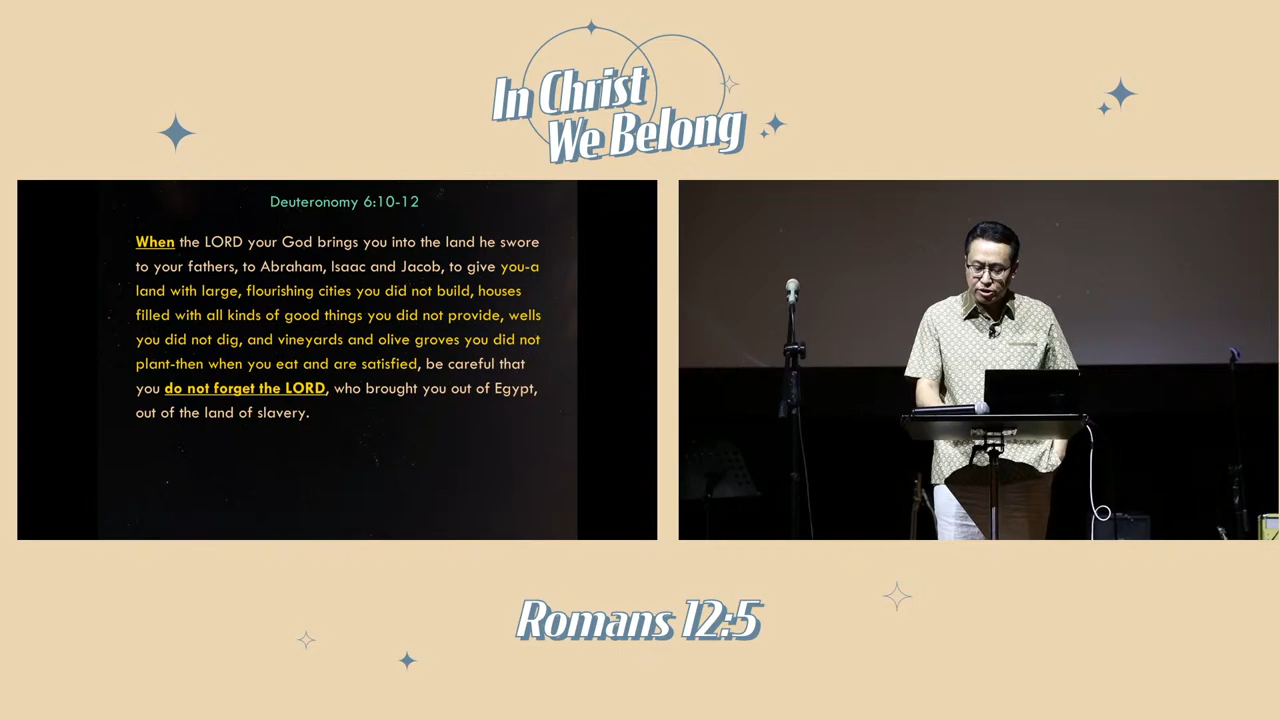 In Christ
We Belong
Deuteronomy 6:10-12
When the LORD your God brings you into the land he swore
to your fathers, to Abraham, Isaac and Jacob, to give you-a
land with large, flourishing cities you did not build, houses
filled with all kinds of good things you did not provide, wells
you did not dig, and vineyards and olive groves you did not
plant-then when you eat and are satisfied, be careful that
you do not forget the LORD, who brought you out of Egypt,
out of the land of slavery.
Romans 12:5